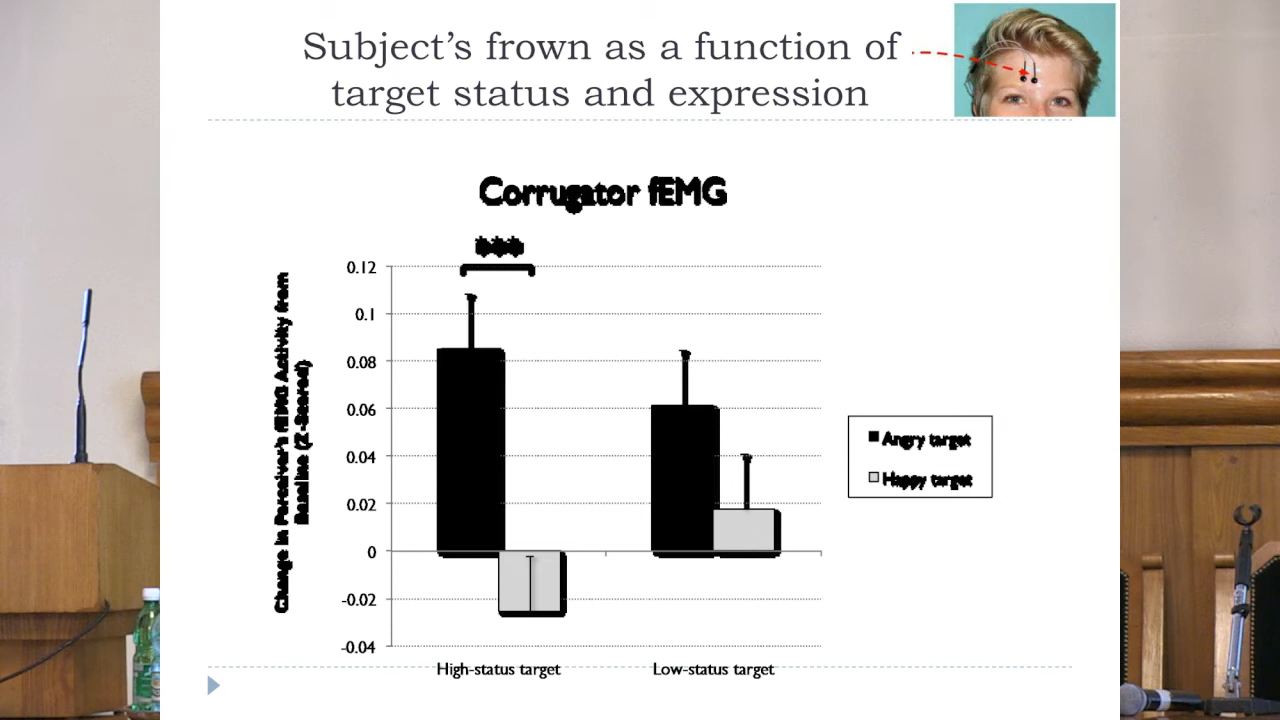 Subject's frown as a function of
target status and expression
Corrugator fEMG
***
Change in Perceiver's fEMG Activity from
Baseline (Z-Scored)
0.12
0.1
0.08
0.06
0.04
0.02
0
-0.02
-0.04
High-status target
Low-status target
Angry target
Happy target